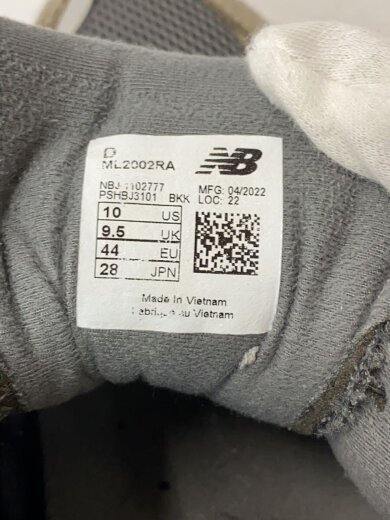 D
ML2002RA
NB
NBJ 1102777
PSHBJ3101 BKK
MFG: 04/2022
LOC: 22
10 US
9.5 UK
44 EU
28 JPN
Made In Vietnam
au Vietnam